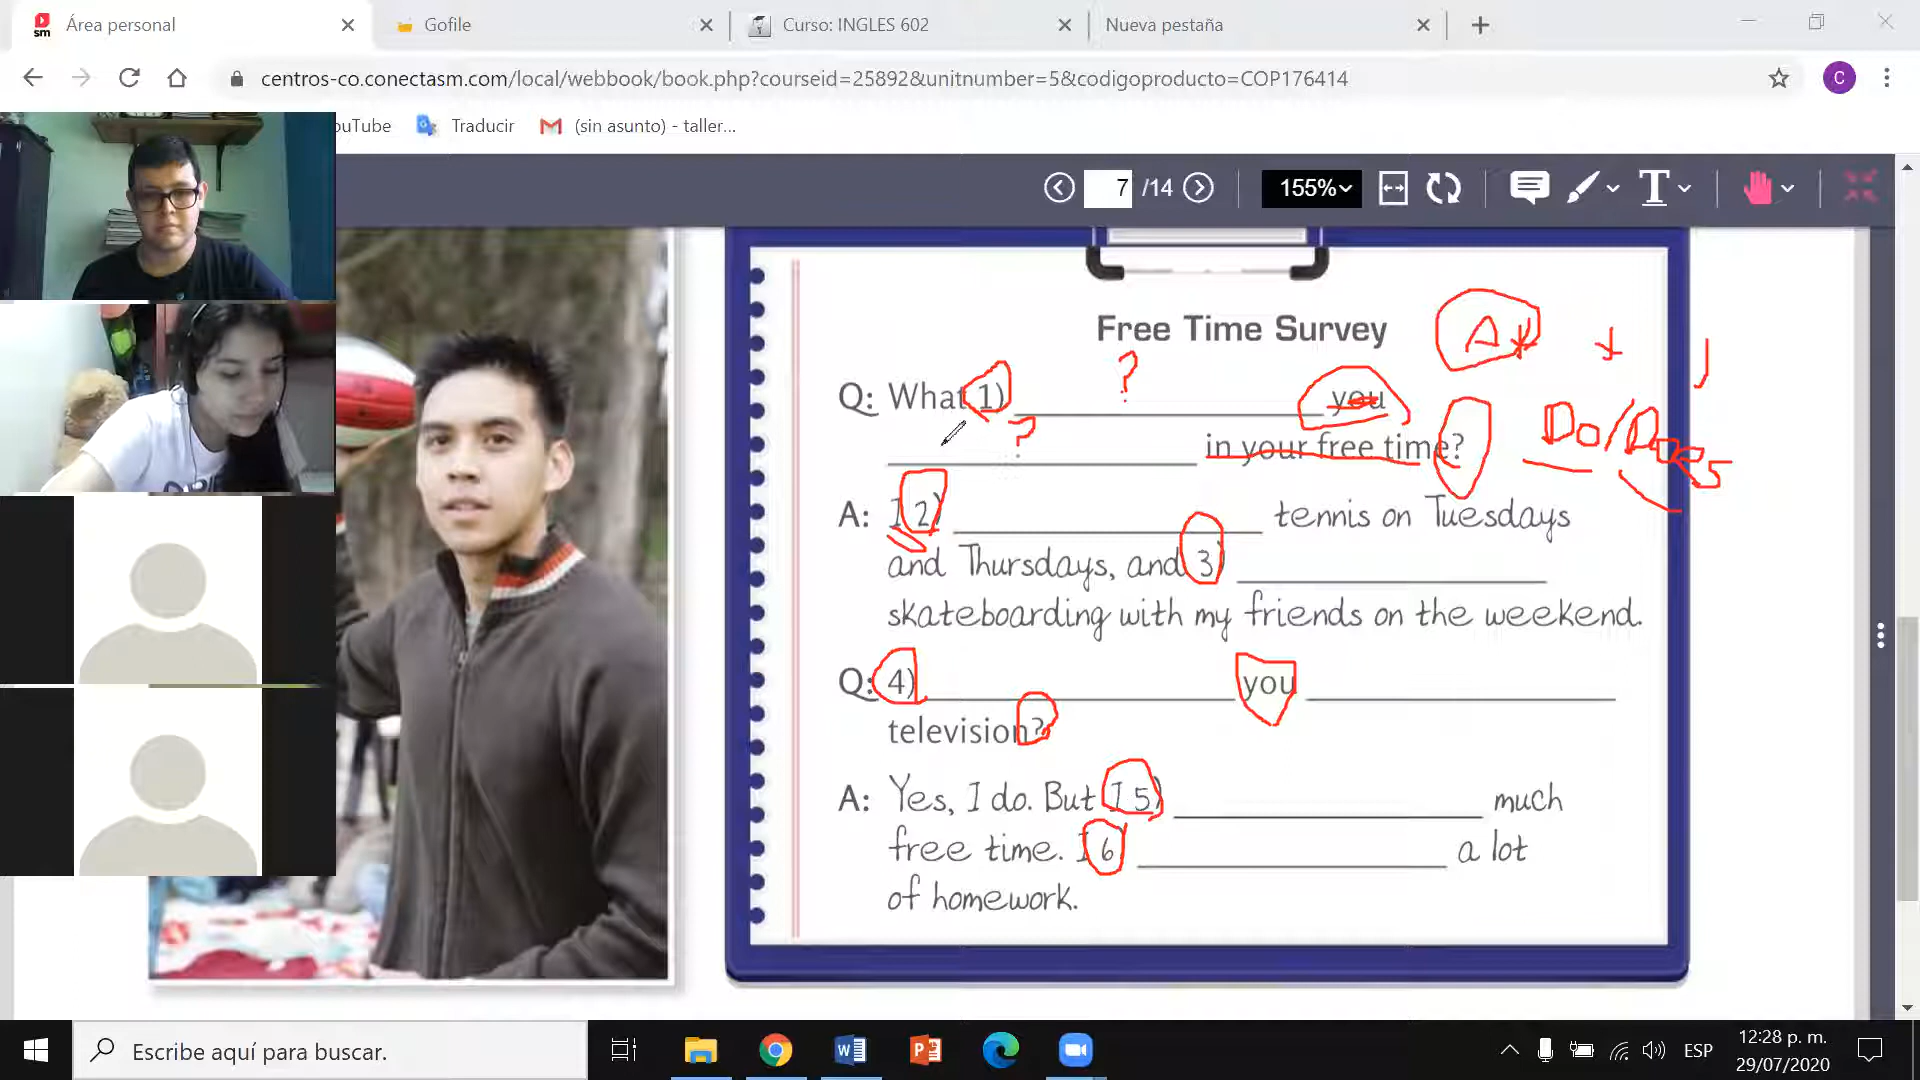 sm Área personal
Gofile
Curso: INGLES 602
Nueva pestaña
centros-co.conectasm.com/local/webbook/book.php?courseid=25892&unitnumber=5&codigoproducto=COP176414
C
ouTube
Traducir
(sin asunto) - taller...
7 /14
155%
T
Free Time Survey
A
Q: What 1) ? you
? in your free time?
Do/Does
A: I 2) tennis on Tuesdays
and Thursdays, and 3)
skateboarding with my friends on the weekend.
Q: 4) you
television?
A: Yes, I do. But I 5) much
free time. I 6) a lot
of homework.
Escribe aquí para buscar.
ESP
12:28 p. m.
29/07/2020